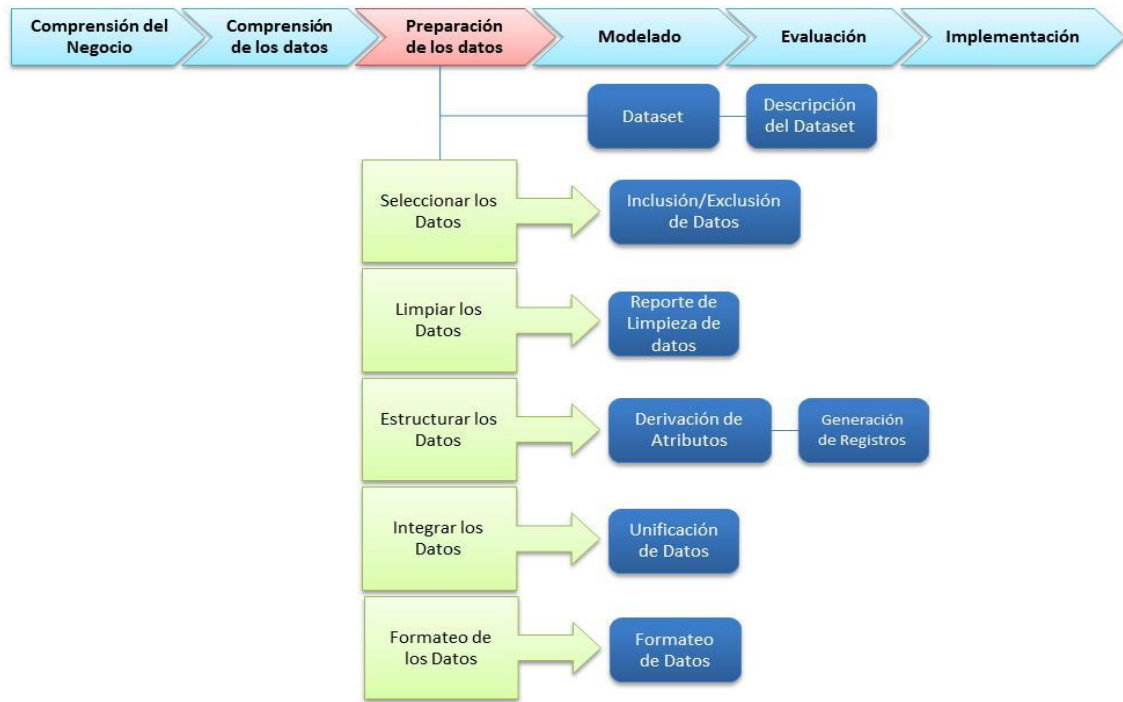 Comprensión del
Negocio
Comprensión
de los datos
Preparación
de los datos
Modelado
Evaluación
Implementación
Dataset
Descripción
del Dataset
Seleccionar los
Datos
Inclusión/Exclusión
de Datos
Limpiar los
Datos
Reporte de
Limpieza de
datos
Estructurar los
Datos
Derivación de
Atributos
Generación
de Registros
Integrar los
Datos
Unificación
de Datos
Formateo de
los Datos
Formateo
de Datos